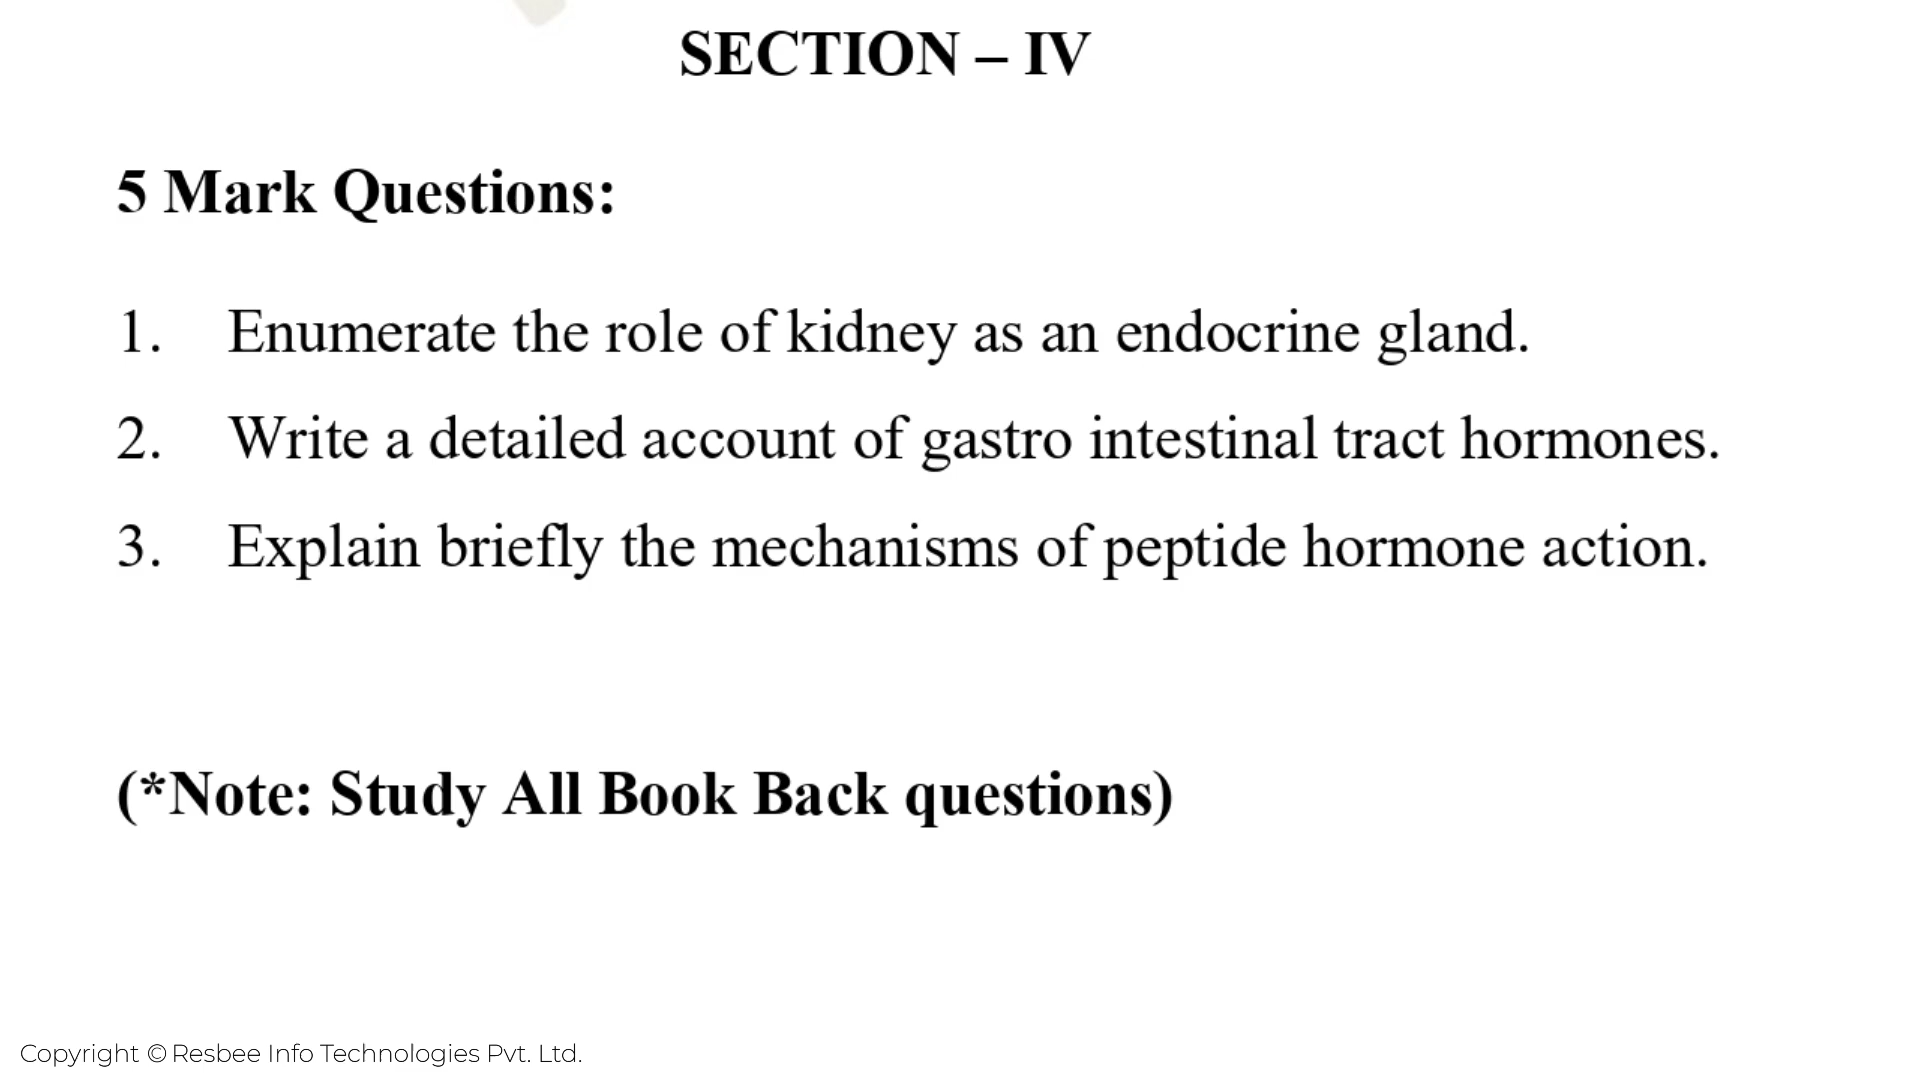 SECTION – IV
5 Mark Questions:
1. Enumerate the role of kidney as an endocrine gland.
2. Write a detailed account of gastro intestinal tract hormones.
3. Explain briefly the mechanisms of peptide hormone action.
(*Note: Study All Book Back questions)
Copyright © Resbee Info Technologies Pvt. Ltd.